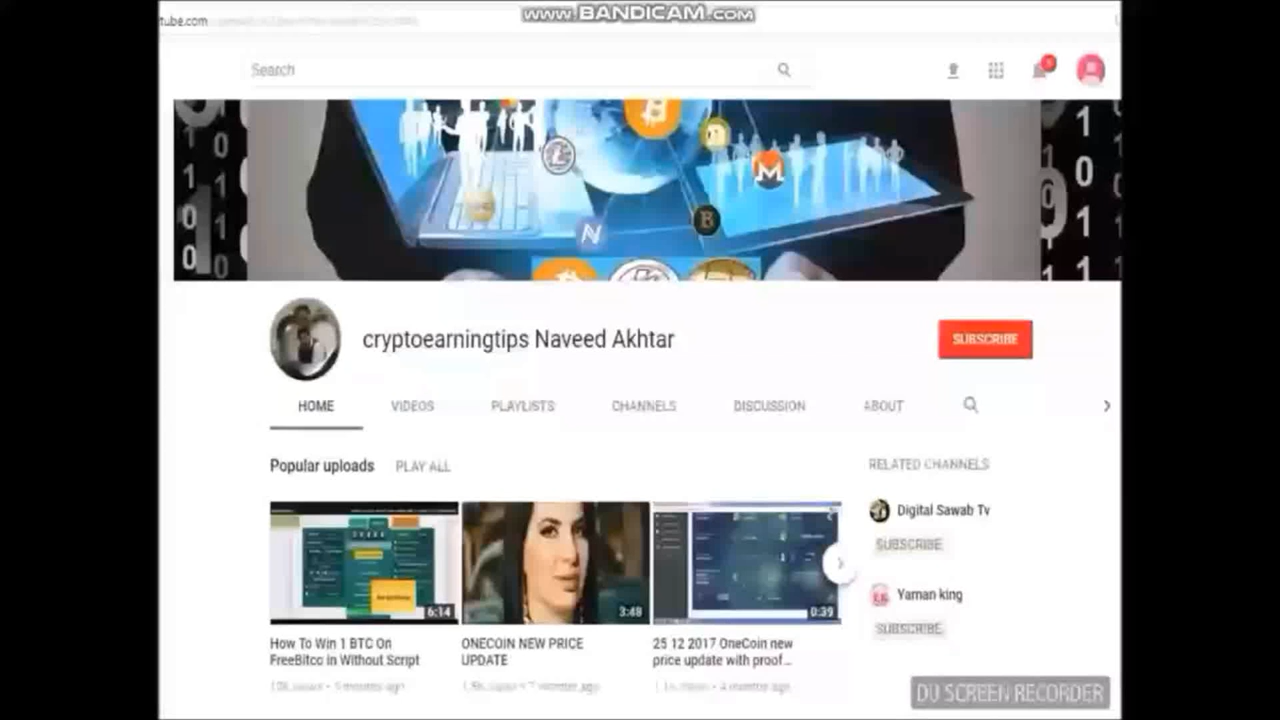 www.BANDICAM.com
tube.com
Search
cryptoearningtips Naveed Akhtar
SUBSCRIBE
HOME VIDEOS PLAYLISTS CHANNELS DISCUSSION ABOUT
Popular uploads PLAY ALL
6:14
How To Win 1 BTC On
FreeBitco in Without Script
3:48
ONECOIN NEW PRICE
UPDATE
0:39
25 12 2017 OneCoin new
price update with proof...
RELATED CHANNELS
Digital Sawab Tv
SUBSCRIBE
Yaman king
SUBSCRIBE
DU SCREEN RECORDER